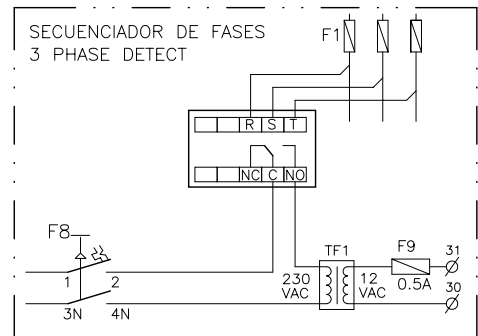 SECUENCIADOR DE FASES
3 PHASE DETECT
F1
R S T
NC C NO
F8
1 2
3N 4N
TF1
230 VAC
12 VAC
F9
0.5A
31
30